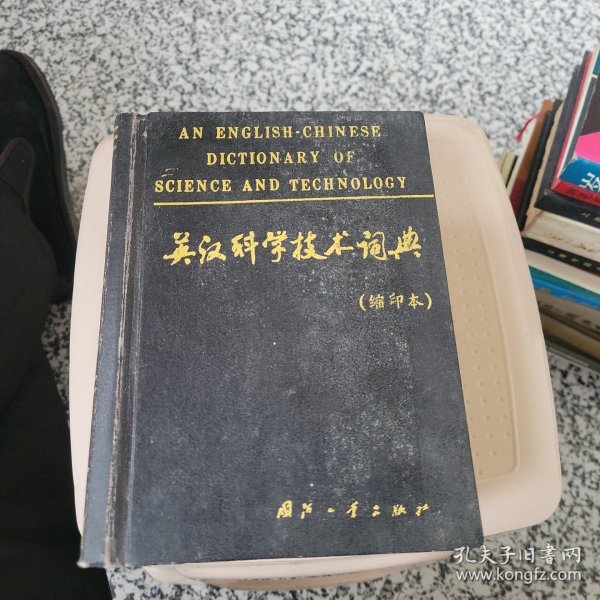 AN ENGLISH-CHINESE
DICTIONARY OF
SCIENCE AND TECHNOLOGY
英汉科学技术词典
(缩印本)
国防工业出版社
孔夫子旧书网
www.kongfz.com